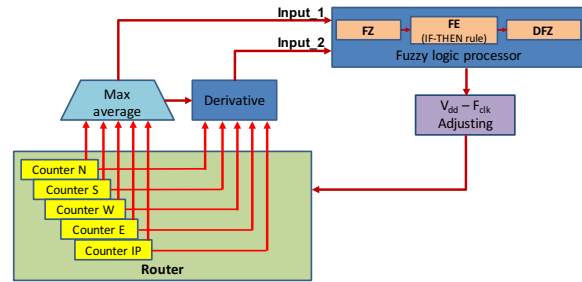 Input_1
Input_2
FZ
FE
(IF-THEN rule)
DFZ
Fuzzy logic processor
Max
average
Derivative
Vdd – Fclk
Adjusting
Counter N
Counter S
Counter W
Counter E
Counter IP
Router